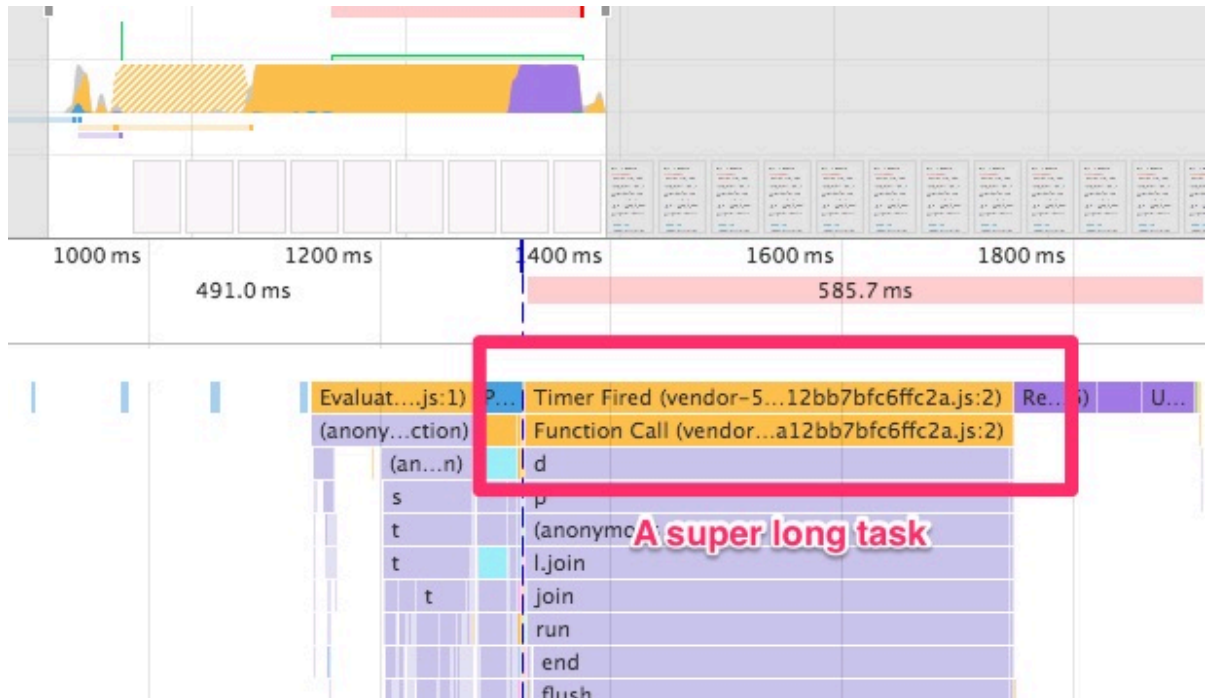 1000 ms 1200 ms 1400 ms 1600 ms 1800 ms
491.0 ms 585.7 ms
Evaluat....js:1) P... Timer Fired (vendor-5...12bb7bfc6ffc2a.js:2) Re... U...
(anony...ction) Function Call (vendor...a12bb7bfc6ffc2a.js:2)
(an...n) d
s p
t (anonymo
A super long task
t l.join
t join
run
end
flush